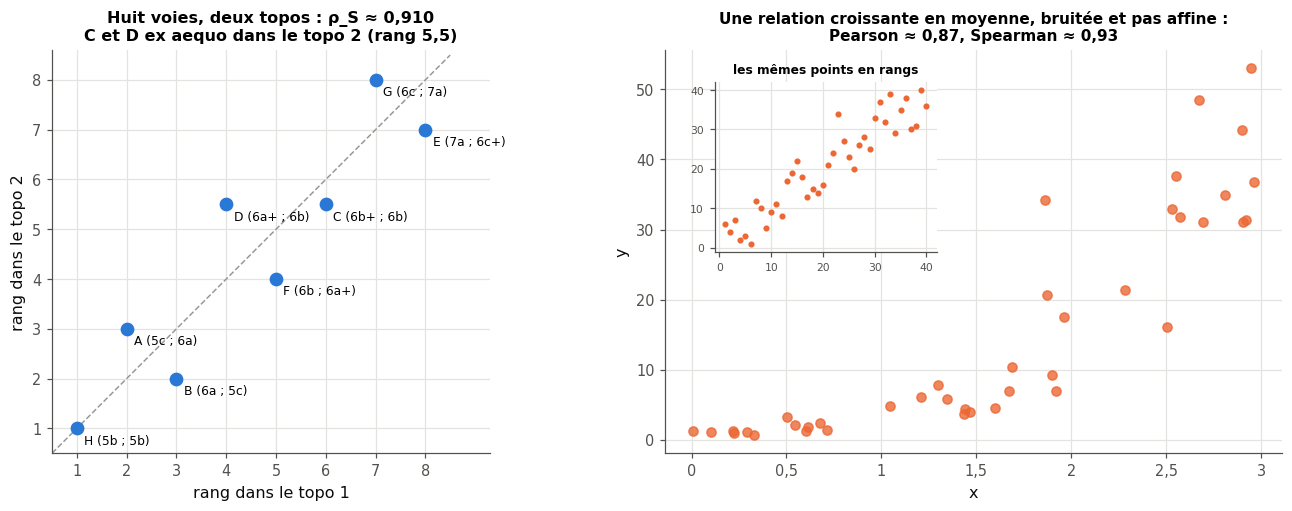 Huit voies, deux topos : ρ_S ≈ 0,910
C et D ex aequo dans le topo 2 (rang 5,5)
rang dans le topo 2
8
7
6
5
4
3
2
1
G (6c ; 7a)
E (7a ; 6c+)
D (6a+ ; 6b)
C (6b+ ; 6b)
F (6b ; 6a+)
A (5c ; 6a)
B (6a ; 5c)
H (5b ; 5b)
1 2 3 4 5 6 7 8
rang dans le topo 1
Une relation croissante en moyenne, bruitée et pas affine :
Pearson ≈ 0,87, Spearman ≈ 0,93
y
50
40
30
20
10
0
les mêmes points en rangs
40
30
20
10
0
0 10 20 30 40
0 0,5 1 1,5 2 2,5 3
x